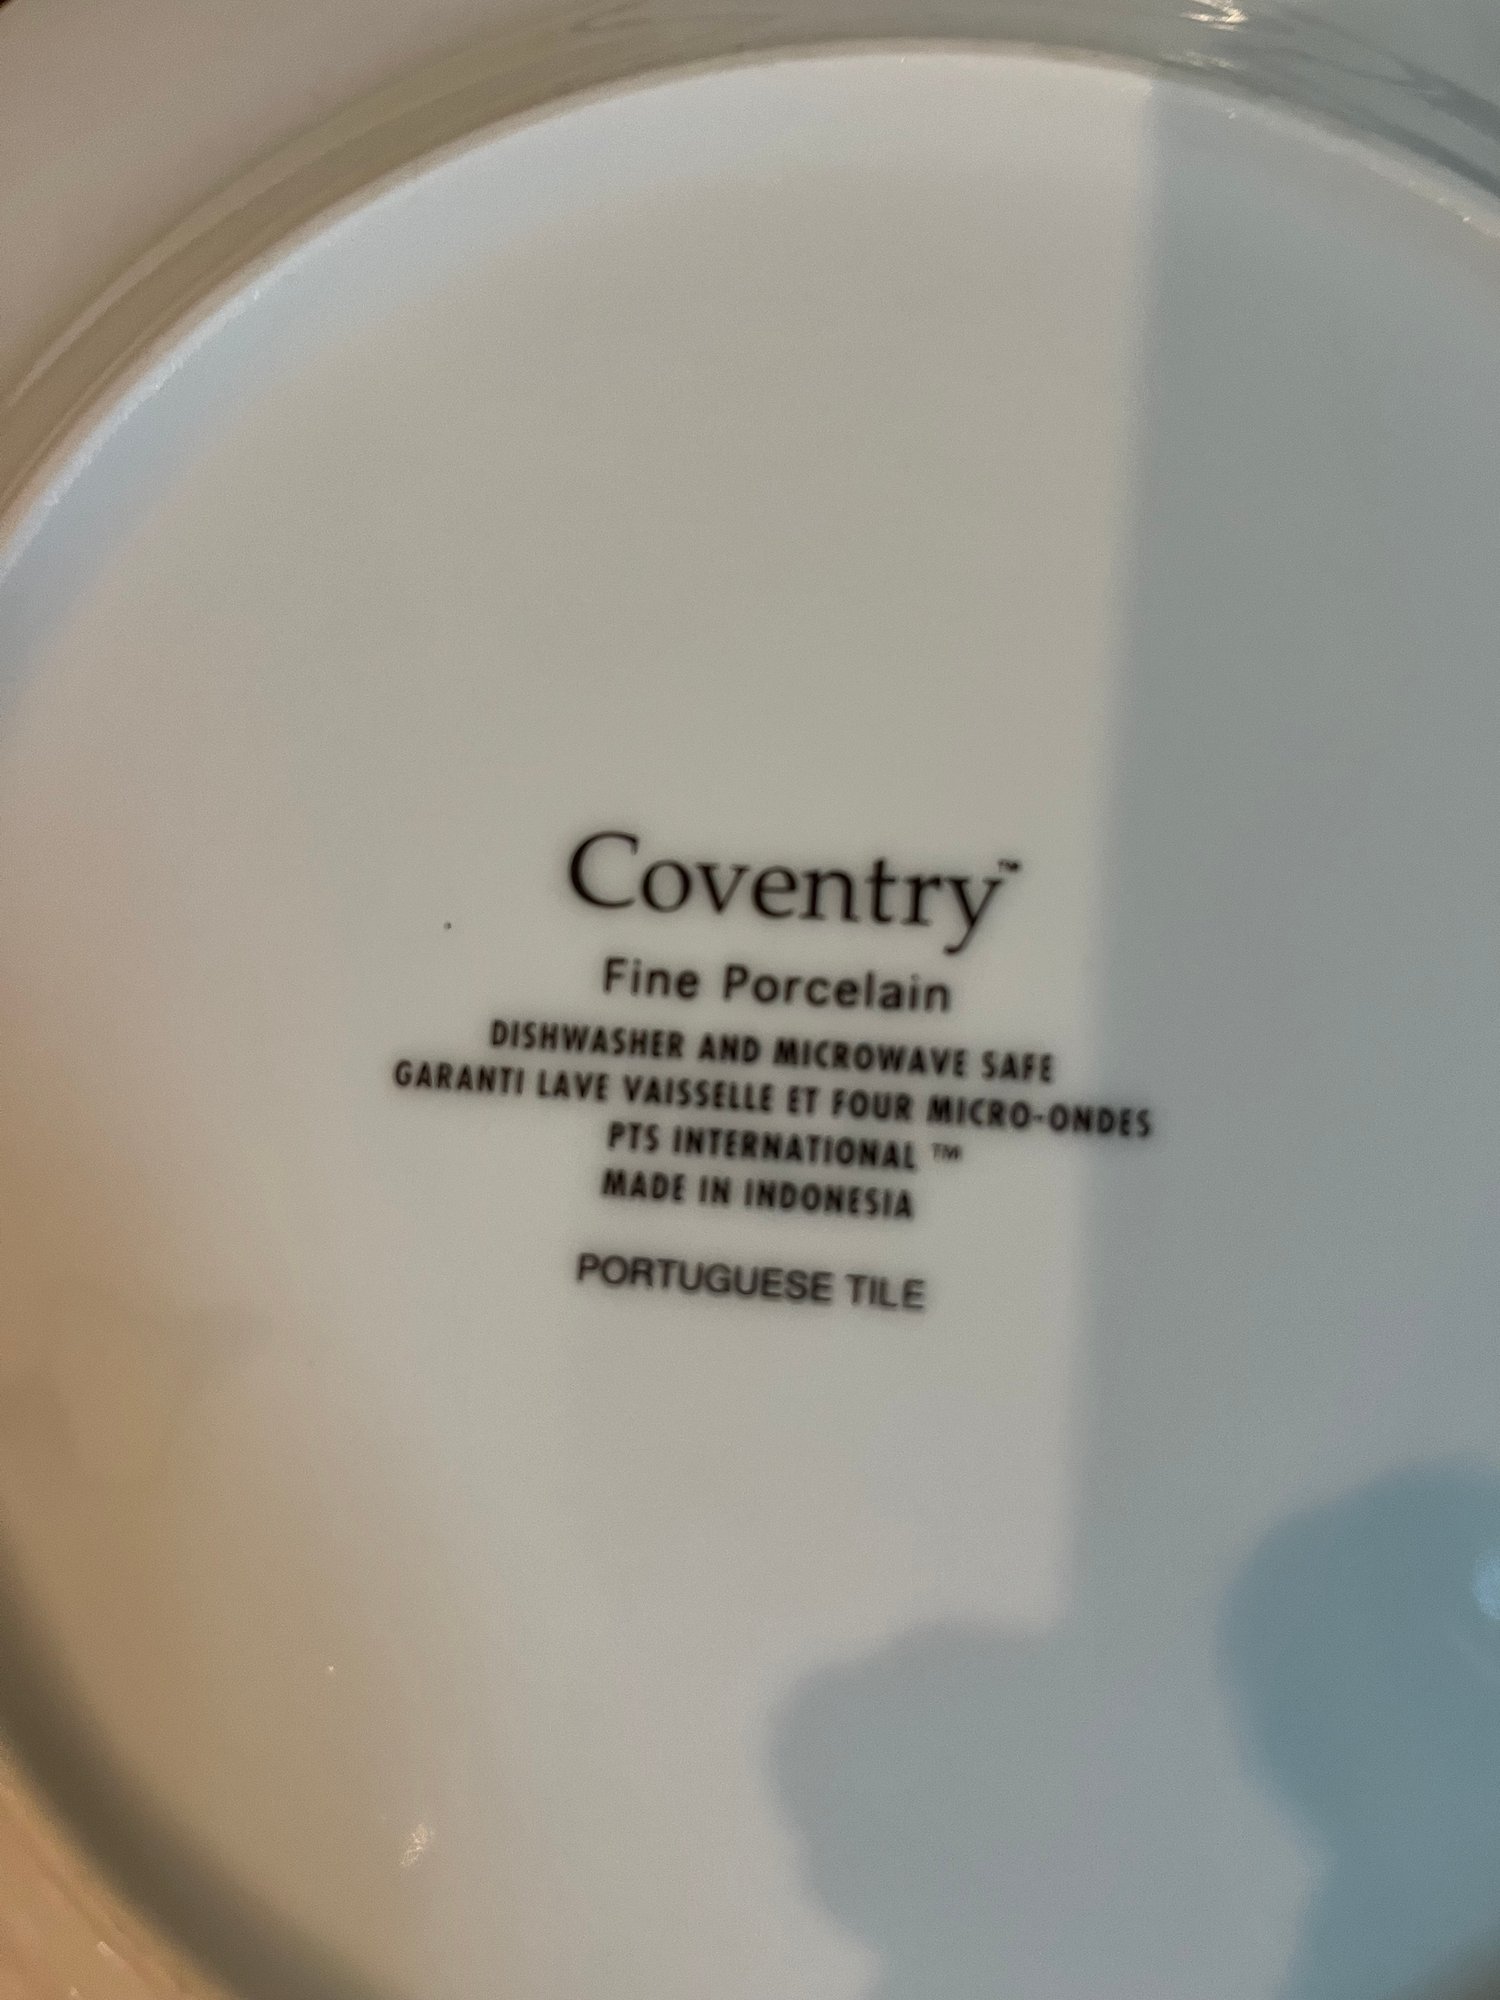 Coventry™
Fine Porcelain
DISHWASHER AND MICROWAVE SAFE
GARANTI LAVE VAISSELLE ET FOUR MICRO-ONDES
PTS INTERNATIONAL ™
MADE IN INDONESIA
PORTUGUESE TILE